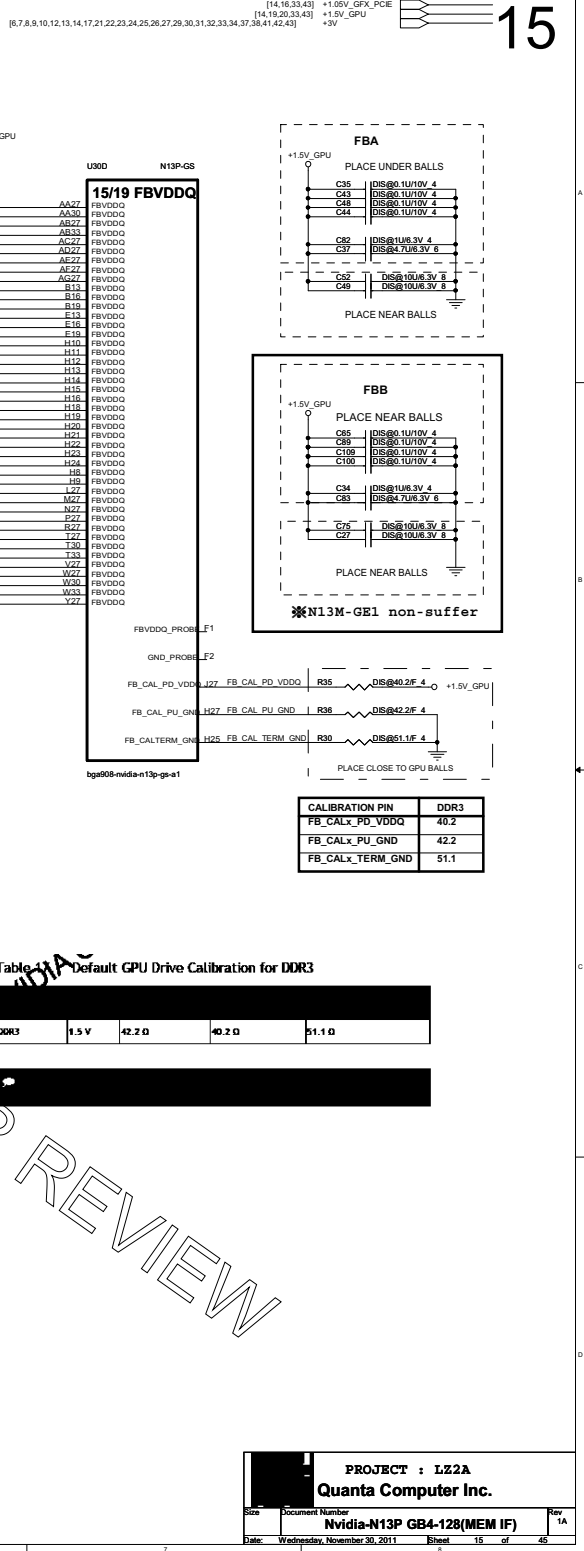 [14,16,33,43] +1.05V_GFX_PCIE
[14,19,20,33,43] +1.5V_GPU
[6,7,8,9,10,12,13,14,17,21,22,23,24,25,26,27,29,30,31,32,33,34,37,38,41,42,43] +3V
15
GPU
U30D N13P-GS
15/19 FBVDDQ
AA27 FBVDDQ
AA30 FBVDDQ
AB27 FBVDDQ
AB33 FBVDDQ
AC27 FBVDDQ
AD27 FBVDDQ
AE27 FBVDDQ
AF27 FBVDDQ
AG27 FBVDDQ
B13 FBVDDQ
B16 FBVDDQ
B19 FBVDDQ
E13 FBVDDQ
E16 FBVDDQ
E19 FBVDDQ
H10 FBVDDQ
H11 FBVDDQ
H12 FBVDDQ
H13 FBVDDQ
H14 FBVDDQ
H15 FBVDDQ
H16 FBVDDQ
H18 FBVDDQ
H19 FBVDDQ
H20 FBVDDQ
H21 FBVDDQ
H22 FBVDDQ
H23 FBVDDQ
H24 FBVDDQ
H8 FBVDDQ
H9 FBVDDQ
L27 FBVDDQ
M27 FBVDDQ
N27 FBVDDQ
P27 FBVDDQ
R27 FBVDDQ
T27 FBVDDQ
T30 FBVDDQ
T33 FBVDDQ
V27 FBVDDQ
W27 FBVDDQ
W30 FBVDDQ
W33 FBVDDQ
Y27 FBVDDQ
FBVDDQ_PROBE F1
GND_PROBE F2
FB_CAL_PD_VDDQ J27 FB_CAL_PD_VDDQ R35 DIS@40.2/F_4 +1.5V_GPU
FB_CAL_PU_GND H27 FB_CAL_PU_GND R36 DIS@42.2/F_4
FB_CALTERM_GND H25 FB_CAL_TERM_GND R30 DIS@51.1/F_4
PLACE CLOSE TO GPU BALLS
bga908-nvidia-n13p-gs-a1
FBA
+1.5V_GPU
PLACE UNDER BALLS
C35 DIS@0.1U/10V_4
C43 DIS@0.1U/10V_4
C48 DIS@0.1U/10V_4
C44 DIS@0.1U/10V_4
C82 DIS@1U/6.3V_4
C37 DIS@4.7U/6.3V_6
C52 DIS@10U/6.3V_8
C49 DIS@10U/6.3V_8
PLACE NEAR BALLS
FBB
+1.5V_GPU
PLACE NEAR BALLS
C65 DIS@0.1U/10V_4
C89 DIS@0.1U/10V_4
C109 DIS@0.1U/10V_4
C100 DIS@0.1U/10V_4
C34 DIS@1U/6.3V_4
C83 DIS@4.7U/6.3V_6
C75 DIS@10U/6.3V_8
C27 DIS@10U/6.3V_8
PLACE NEAR BALLS
※N13M-GE1 non-suffer
CALIBRATION PIN DDR3
FB_CALx_PD_VDDQ 40.2
FB_CALx_PU_GND 42.2
FB_CALx_TERM_GND 51.1
Default GPU Drive Calibration for DDR3
DDR3 1.5 V 42.2 Ω 40.2 Ω 51.1 Ω
REVIEW
A
B
C
D
PROJECT : LZ2A
Quanta Computer Inc.
Size Document Number Rev
Nvidia-N13P GB4-128(MEM IF) 1A
Date: Wednesday, November 30, 2011 Sheet 15 of 45
7 8